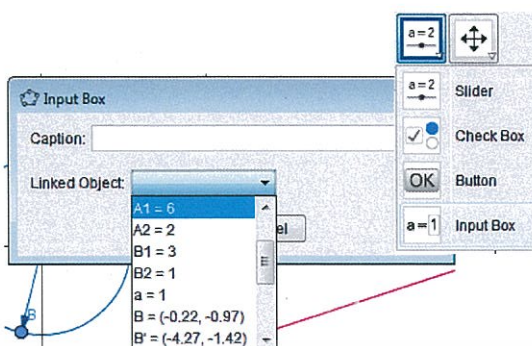 a=2
Input Box
a=2 Slider
Caption:
Check Box
Linked Object:
OK Button
A1 = 6
a=1 Input Box
A2 = 2
B1 = 3
B2 = 1
a = 1
B = (-0.22, -0.97)
B' = (-4.27, -1.42)
B